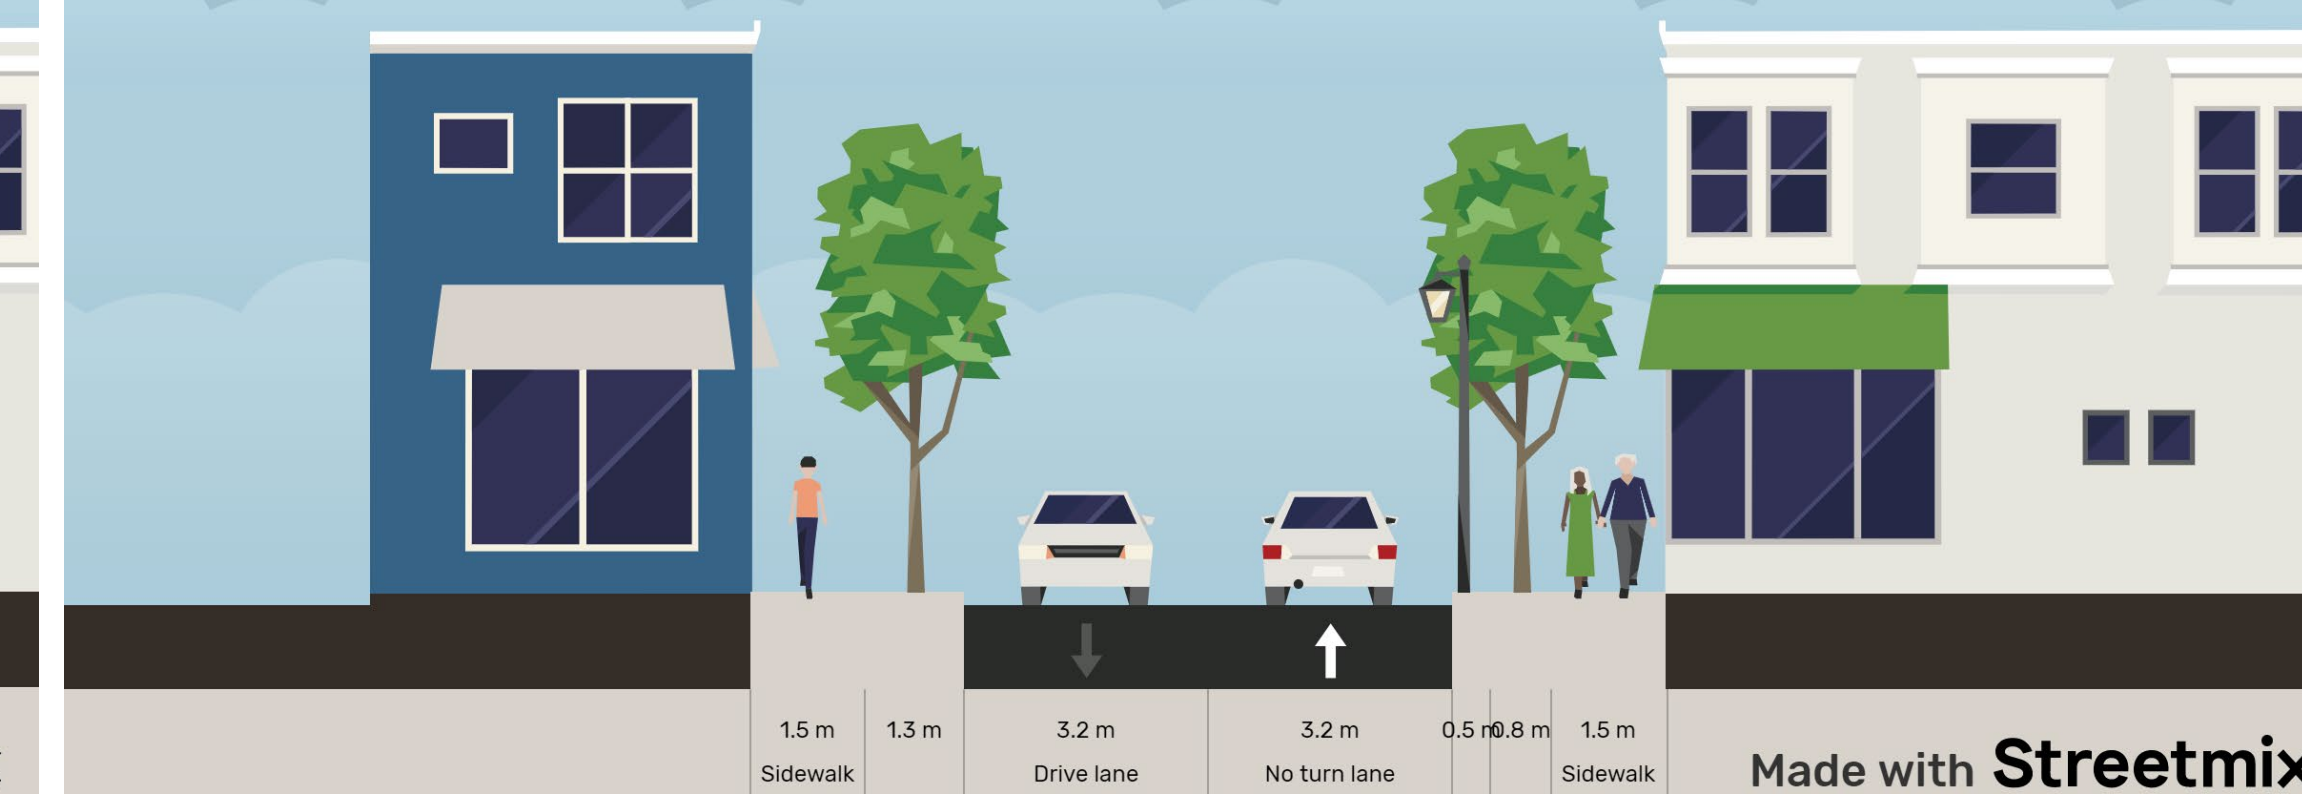 1.5 m
1.3 m
3.2 m
3.2 m
0.5 m
0.8 m
1.5 m
Sidewalk
Drive lane
No turn lane
Sidewalk
Made with Streetmix